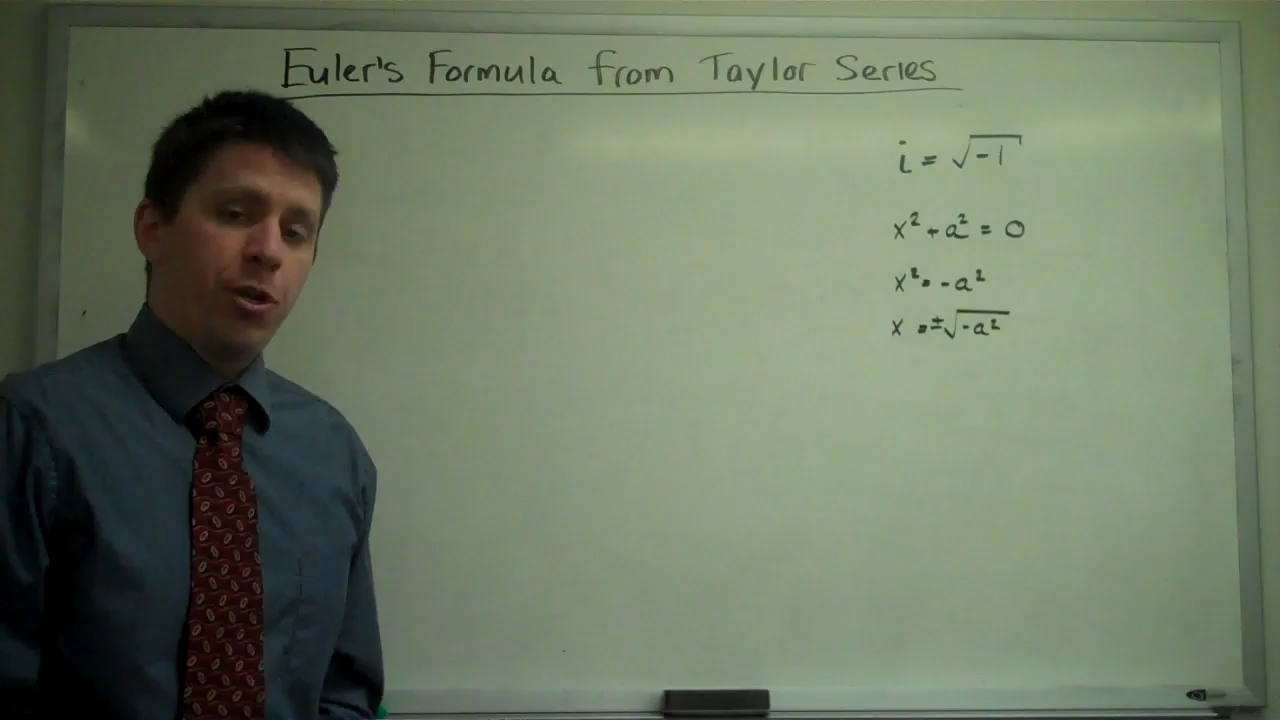 Euler's Formula from Taylor Series
i = √-1
x² + a² = 0
x² = -a²
x = ±√-a²